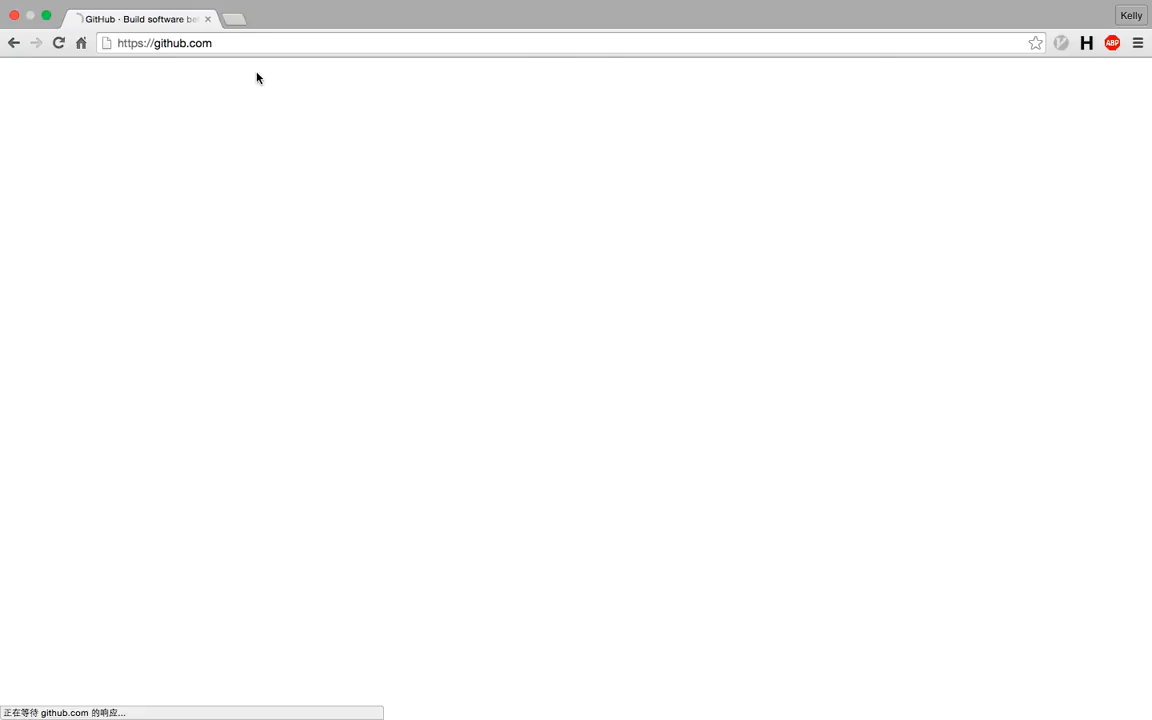 GitHub · Build software be
Kelly
https://github.com
H
ABP
正在等待 github.com 的响应...